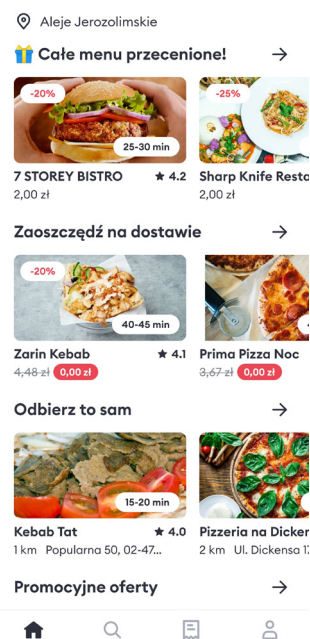 Aleje Jerozolimskie
🎁 Całe menu przecenione!
-20%
25-30 min
-25%
7 STOREY BISTRO ★ 4.2
2,00 zł
Sharp Knife Resta
2,00 zł
Zaoszczędź na dostawie
-20%
40-45 min
Zarin Kebab ★ 4.1
4,48 zł 0,00 zł
Prima Pizza Noc
3,67 zł 0,00 zł
Odbierz to sam
15-20 min
Kebab Tat ★ 4.0
1 km Popularna 50, 02-47...
Pizzeria na Dicken
2 km Ul. Dickensa 17
Promocyjne oferty